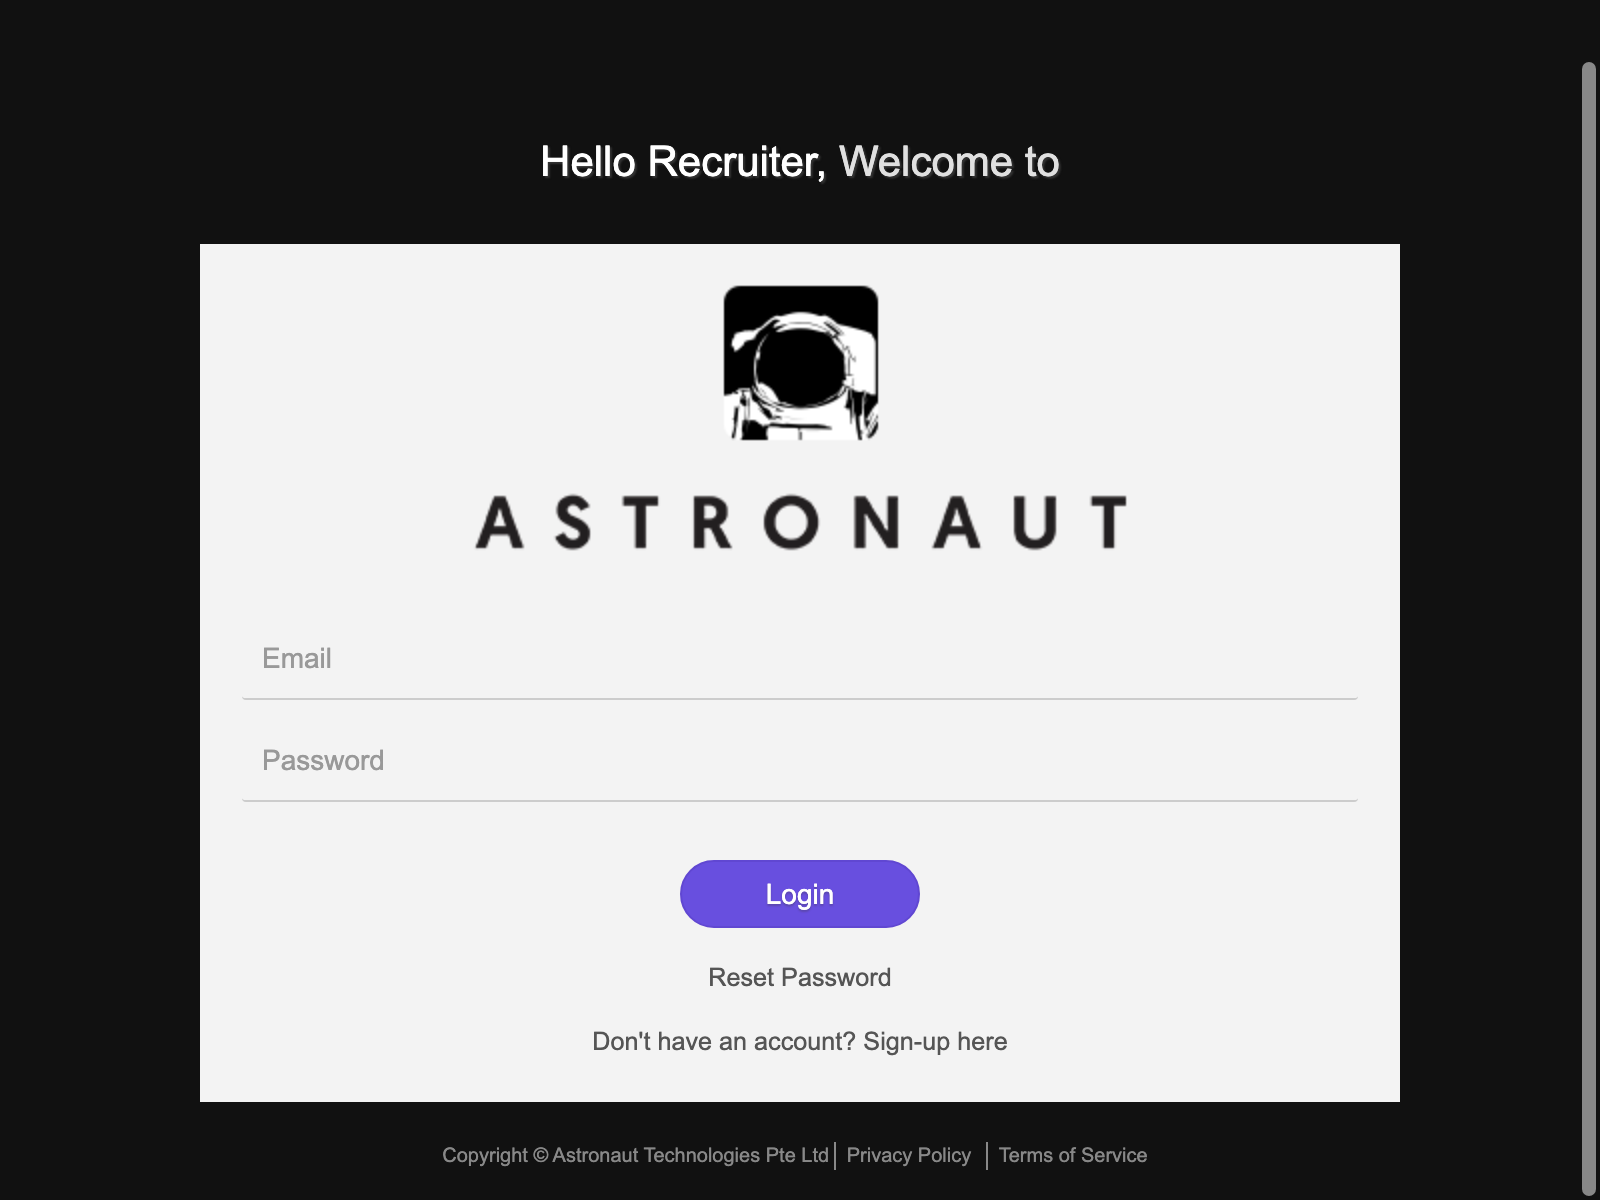 Hello Recruiter, Welcome to
ASTRONAUT
Email
Password
Login
Reset Password
Don't have an account? Sign-up here
Copyright © Astronaut Technologies Pte Ltd | Privacy Policy | Terms of Service